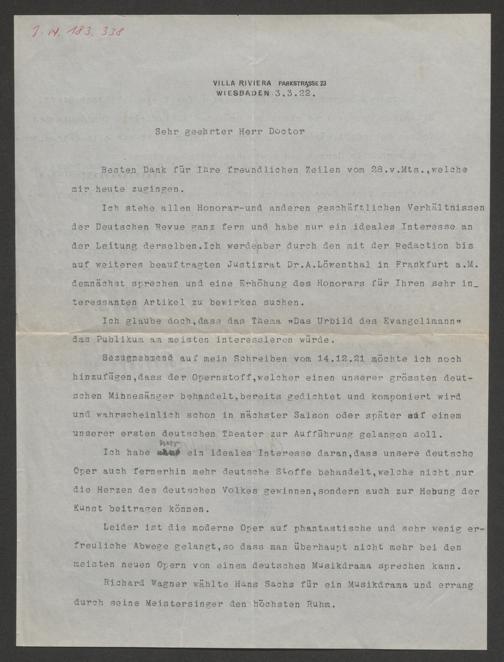 J. N. 183.338
VILLA RIVIERA PARKSTRASSE 23
WIESBADEN 3.3.22.
Sehr geehrter Herr Doctor
Besten Dank für Ihre freundlichen Zeilen vom 28.v.Mts.,welche
mir heute zugingen.
Ich stehe allen Honorar-und anderen geschäftlichen Verhältnissen
der Deutschen Revue ganz fern und habe nur ein ideales Interesse an
der Leitung derselben.Ich werdeaber durch den mit der Redaction bis
auf weiteres beauftragten Justizrat Dr.A.Löwenthal in Frankfurt a.M.
demnächst sprechen und eine Erhöhung des Honorars für Ihren sehr in_
teressanten Artikel zu bewirken suchen.
Ich glaube doch,dass das Thema "Das Urbild des Evangelimann"
das Publikum am meisten interessieren würde.
Bezugnehmend auf mein Schreiben vom 14.12.21 möchte ich noch
hinzufügen,dass der Opernstoff,welcher einen unserer grössten deut-
schen Minnesänger behandelt,bereits gedichtet und komponiert wird
und wahrscheinlich schon in nächster Saison oder später auf einem
unserer ersten deutschen Theater zur Aufführung gelangen soll.
Ich habe nur ein ideales Interesse daran,dass unsere deutsche
Oper auch fernerhin mehr deutsche Stoffe behandelt,welche nicht nur
die Herzen des deutschen Volkes gewinnen,sondern auch zur Hebung der
Kunst beitragen können.
Leider ist die moderne Oper auf phantastische und sehr wenig er-
freuliche Abwege gelangt,so dass man überhaupt nicht mehr bei den
meisten neuen Opern von einem deutschen Musikdrama sprechen kann.
Richard Wagner wählte Hans Sachs für ein Musikdrama und errang
durch seine Meistersinger den höchsten Ruhm.